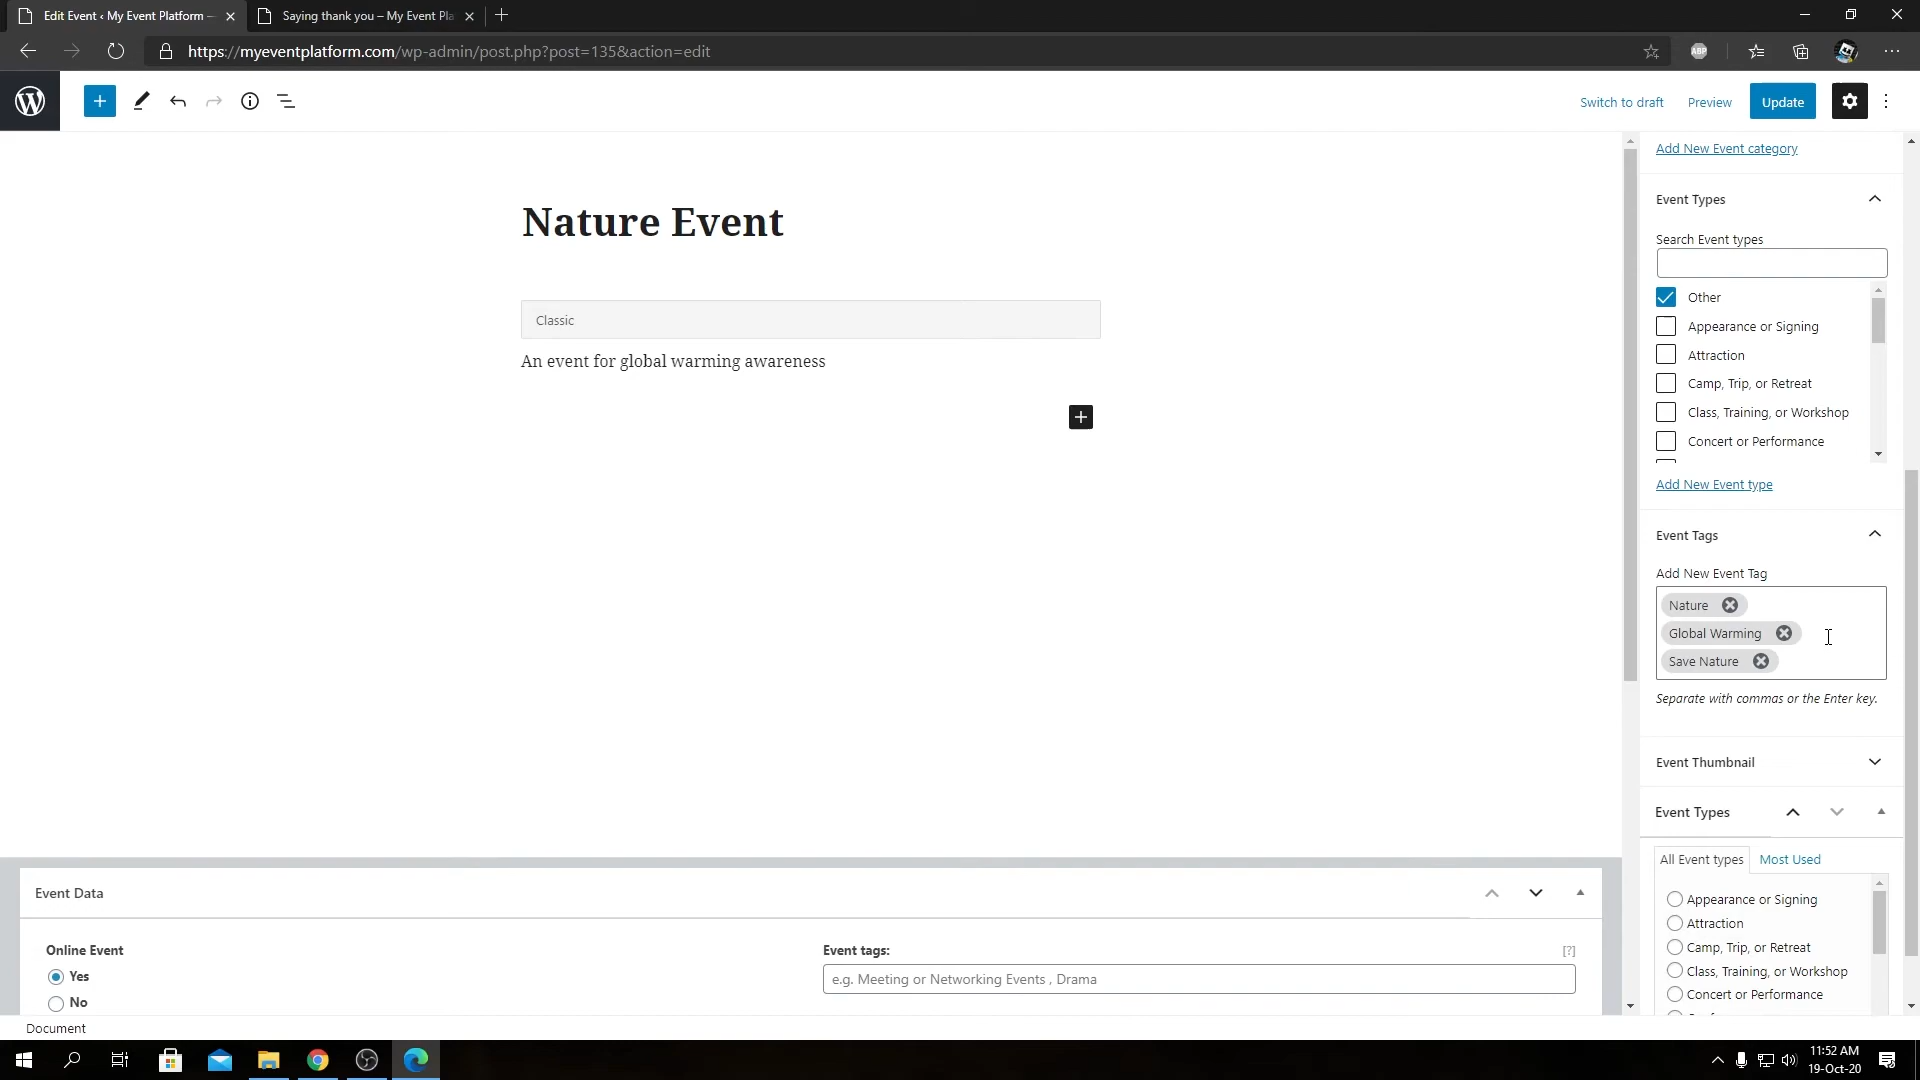 Edit Event ‹ My Event Platform —
Saying thank you – My Event Pla
https://myeventplatform.com/wp-admin/post.php?post=135&action=edit
ABP
Switch to draft
Preview
Update
Nature Event
Classic
An event for global warming awareness
Add New Event category
Event Types
Search Event types
Other
Appearance or Signing
Attraction
Camp, Trip, or Retreat
Class, Training, or Workshop
Concert or Performance
Add New Event type
Event Tags
Add New Event Tag
Nature
Global Warming
Save Nature
Separate with commas or the Enter key.
Event Thumbnail
Event Types
All Event types
Most Used
Appearance or Signing
Attraction
Camp, Trip, or Retreat
Class, Training, or Workshop
Concert or Performance
Event Data
Online Event
Yes
No
Event tags:
[?]
e.g. Meeting or Networking Events , Drama
Document
11:52 AM
19-Oct-20